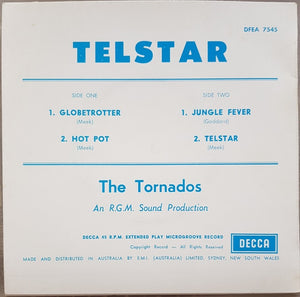 DFEA 7545
TELSTAR
SIDE ONE
1. GLOBETROTTER
(Meek)
2. HOT POT
(Meek)
SIDE TWO
1. JUNGLE FEVER
(Goddard)
2. TELSTAR
(Meek)
The Tornados
An R.G.M. Sound Production
DECCA 45 R.P.M. EXTENDED PLAY MICROGROOVE RECORD
Copyright Record — All Rights Reserved
DECCA
MADE AND DISTRIBUTED IN AUSTRALIA BY E.M.I. (AUSTRALIA) LIMITED, SYDNEY, NEW SOUTH WALES